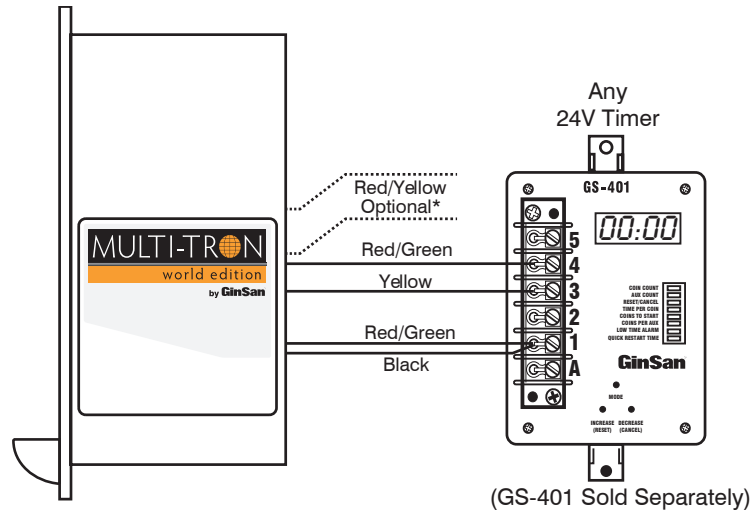 Any
24V Timer
Red/Yellow
Optional*
Red/Green
Yellow
Red/Green
Black
MULTI-TRON
world edition
by GinSan
GS-401
00:00
5
4
3
2
1
A
COIN COUNT
AUX COUNT
RESET/CANCEL
TIME PER COIN
COINS TO START
COINS PER AUX
LOW TIME ALARM
QUICK RESTART TIME
GinSan
MODE
INCREASE
(RESET)
DECREASE
(CANCEL)
(GS-401 Sold Separately)